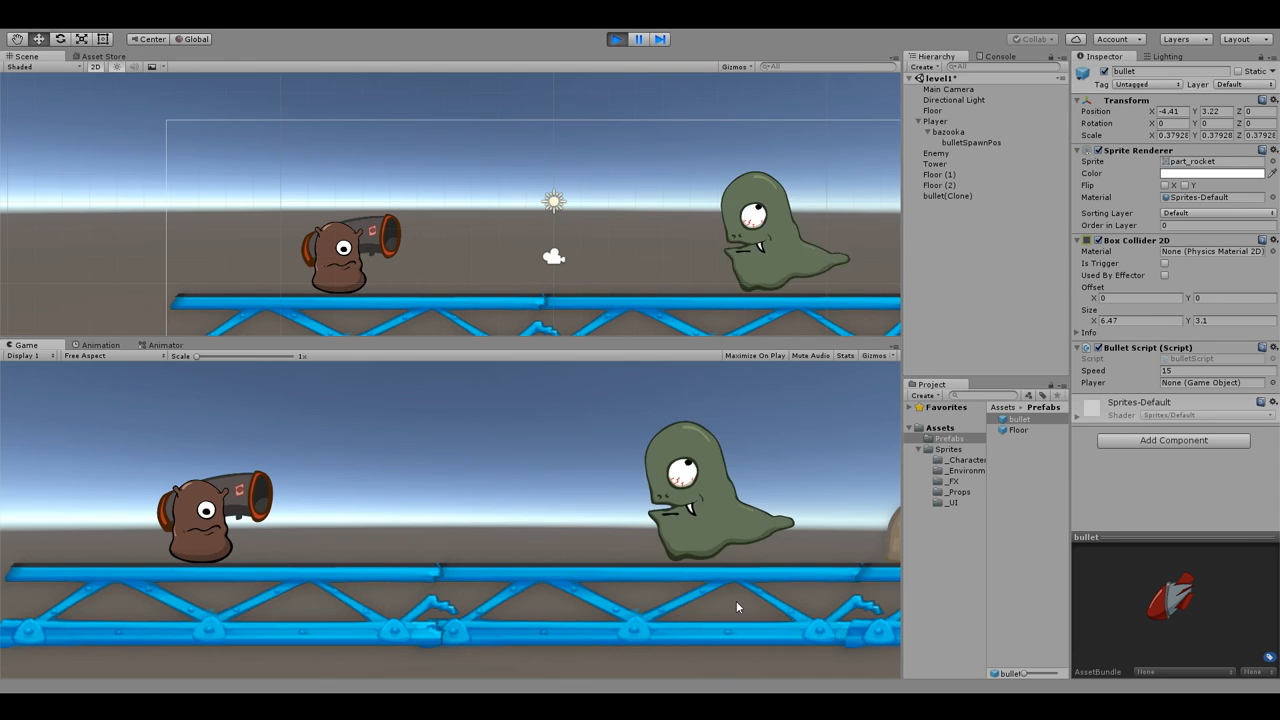 Center Global Collab Account Layers Layout
Scene Asset Store Hierarchy Console Inspector Lighting
Shaded 2D Gizmos All Create All
bullet Static
level1*
Tag Untagged Layer Default
Main Camera
Directional Light
Transform
Floor
Position X -4.41 Y 3.22 Z 0
Player
Rotation X 0 Y 0 Z 0
bazooka
Scale X 0.37928 Y 0.37928 Z 0.37928
bulletSpawnPos
Sprite Renderer
Enemy
Sprite part_rocket
Tower
Color
Floor (1)
Flip X Y
Floor (2)
Material Sprites-Default
bullet(Clone)
Sorting Layer Default
Order in Layer 0
Box Collider 2D
Material None (Physics Material 2D)
Is Trigger
Used By Effector
Offset
X 0 Y 0
Size
X 6.47 Y 3.1
Info
Game Animation Animator
Bullet Script (Script)
Display 1 Free Aspect Scale 1x Maximize On Play Mute Audio Stats Gizmos
Script bulletScript
Speed 15
Project
Player None (Game Object)
Create
Favorites Assets Prefabs
Sprites-Default
Shader Sprites/Default
bullet
Assets Floor
Prefabs
Add Component
Sprites
_Character
_Environm
_FX
_Props
_UI
bullet
bullet
AssetBundle None None